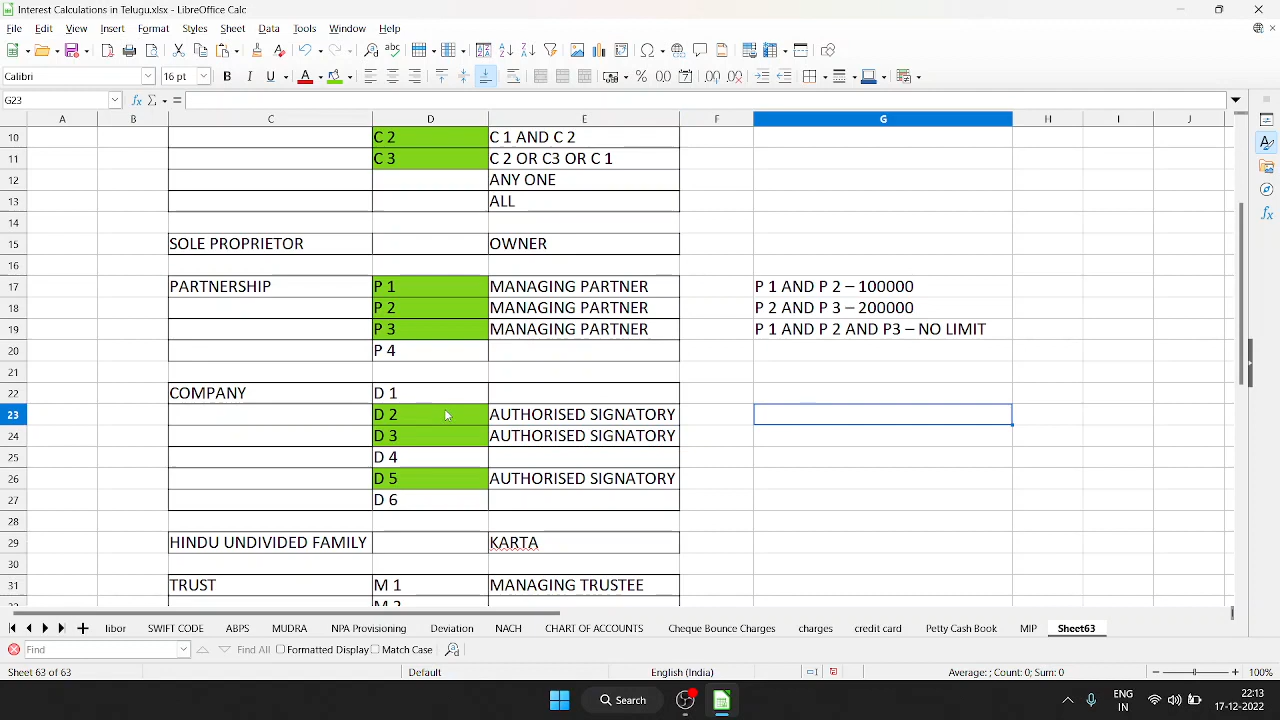 Interest Calculations in Telugu.xlsx - LibreOffice Calc
File Edit View Insert Format Styles Sheet Data Tools Window Help
Calibri 16 pt B I U A
G23
A B C D E F G H I J
10 C 2 C 1 AND C 2
11 C 3 C 2 OR C3 OR C 1
12 ANY ONE
13 ALL
14
15 SOLE PROPRIETOR OWNER
16
17 PARTNERSHIP P 1 MANAGING PARTNER P 1 AND P 2 – 100000
18 P 2 MANAGING PARTNER P 2 AND P 3 – 200000
19 P 3 MANAGING PARTNER P 1 AND P 2 AND P3 – NO LIMIT
20 P 4
21
22 COMPANY D 1
23 D 2 AUTHORISED SIGNATORY
24 D 3 AUTHORISED SIGNATORY
25 D 4
26 D 5 AUTHORISED SIGNATORY
27 D 6
28
29 HINDU UNDIVIDED FAMILY KARTA
30
31 TRUST M 1 MANAGING TRUSTEE
32 M 2
libor SWIFT CODE ABPS MUDRA NPA Provisioning Deviation NACH CHART OF ACCOUNTS Cheque Bounce Charges charges credit card Petty Cash Book MIP Sheet63
Find Find All Formatted Display Match Case
Sheet 63 of 63 Default English (India) Average: ; Count: 0; Sum: 0 100%
Search ENG IN 22:13 17-12-2022